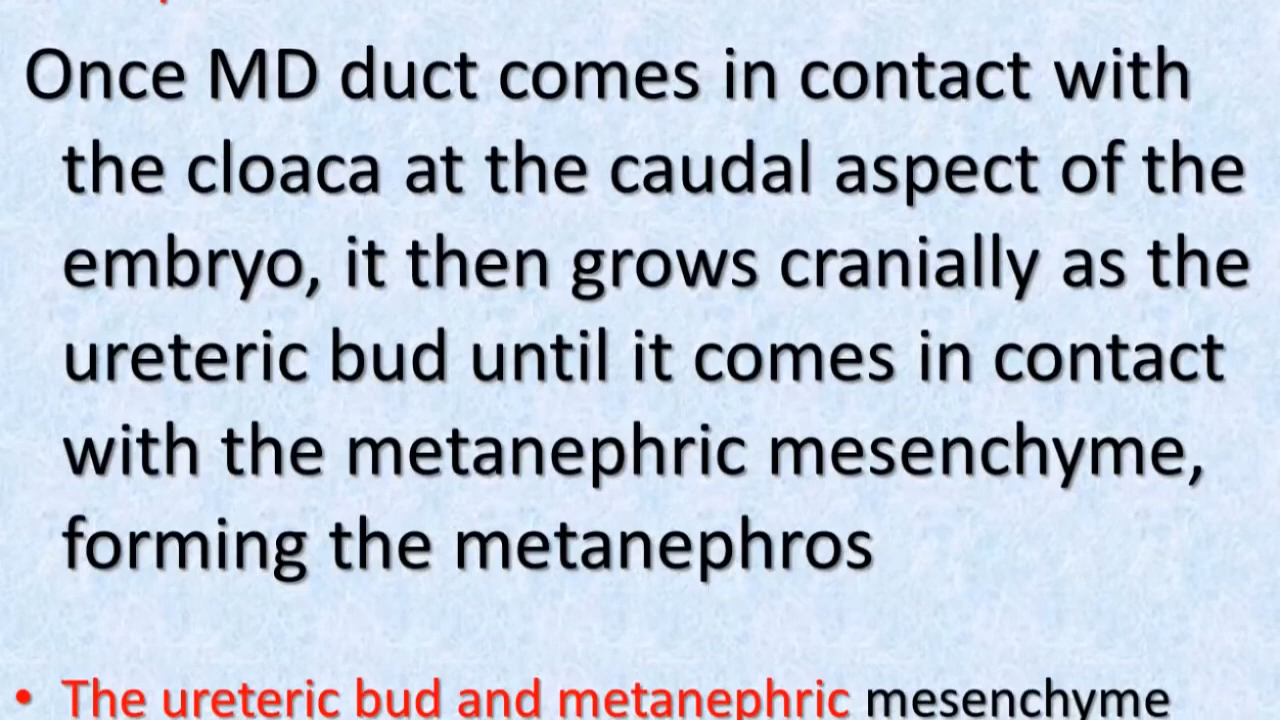 Once MD duct comes in contact with
the cloaca at the caudal aspect of the
embryo, it then grows cranially as the
ureteric bud until it comes in contact
with the metanephric mesenchyme,
forming the metanephros
• The ureteric bud and metanephric mesenchyme